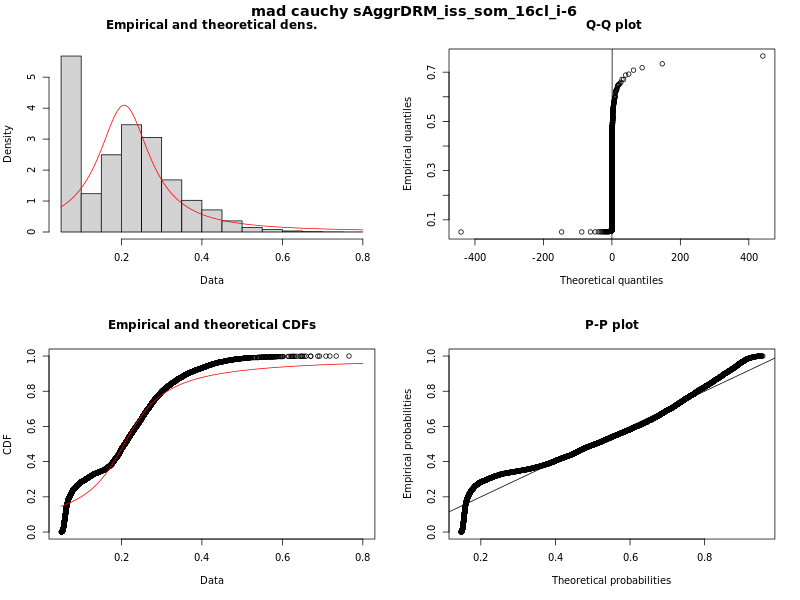 mad cauchy sAggrDRM_iss_som_16cl_i-6
Empirical and theoretical dens.
Density
0 1 2 3 4 5
0.2 0.4 0.6 0.8
Data
Q-Q plot
Empirical quantiles
0.1 0.3 0.5 0.7
-400 -200 0 200 400
Theoretical quantiles
Empirical and theoretical CDFs
CDF
0.0 0.2 0.4 0.6 0.8 1.0
0.2 0.4 0.6 0.8
Data
P-P plot
Empirical probabilities
0.0 0.2 0.4 0.6 0.8 1.0
0.2 0.4 0.6 0.8
Theoretical probabilities